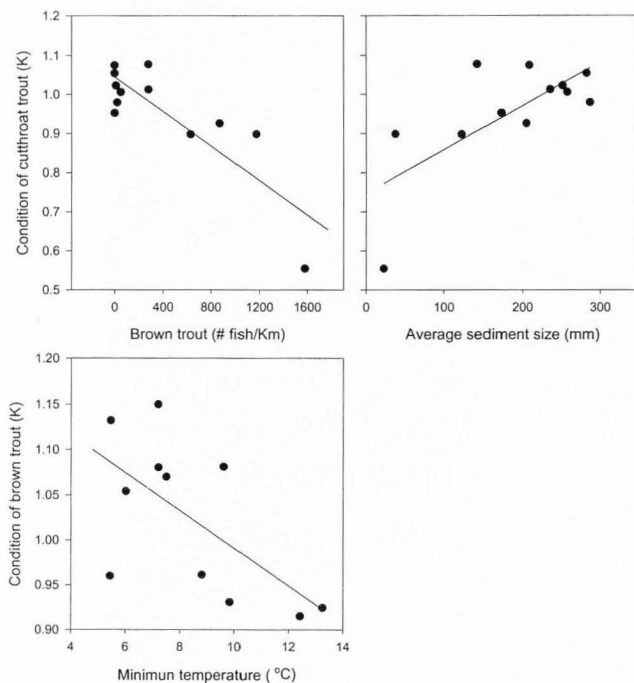 Condition of cutthroat trout (K)
1.2
1.1
1.0
0.9
0.8
0.7
0.6
0.5
0 400 800 1200 1600
Brown trout (# fish/Km)
0 100 200 300
Average sediment size (mm)
Condition of brown trout (K)
1.20
1.15
1.10
1.05
1.00
0.95
0.90
4 6 8 10 12 14
Minimun temperature ( °C)